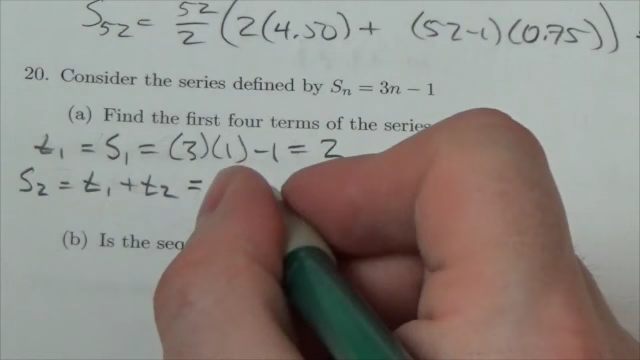 S₅₂ = 52/2 (2(4.50) + (52-1)(0.75))
20. Consider the series defined by Sₙ = 3n − 1
(a) Find the first four terms of the series
t₁ = S₁ = (3)(1) - 1 = 2
S₂ = t₁ + t₂ =
(b) Is the seq